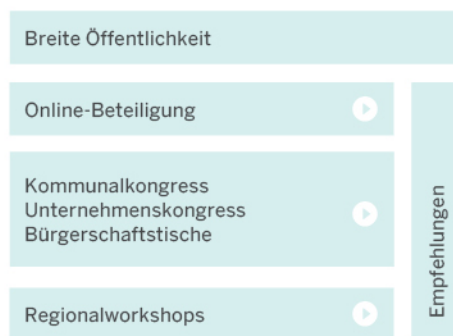 Breite Öffentlichkeit
Online-Beteiligung
Kommunalkongress
Unternehmenskongress
Bürgerschaftstische
Regionalworkshops
Empfehlungen